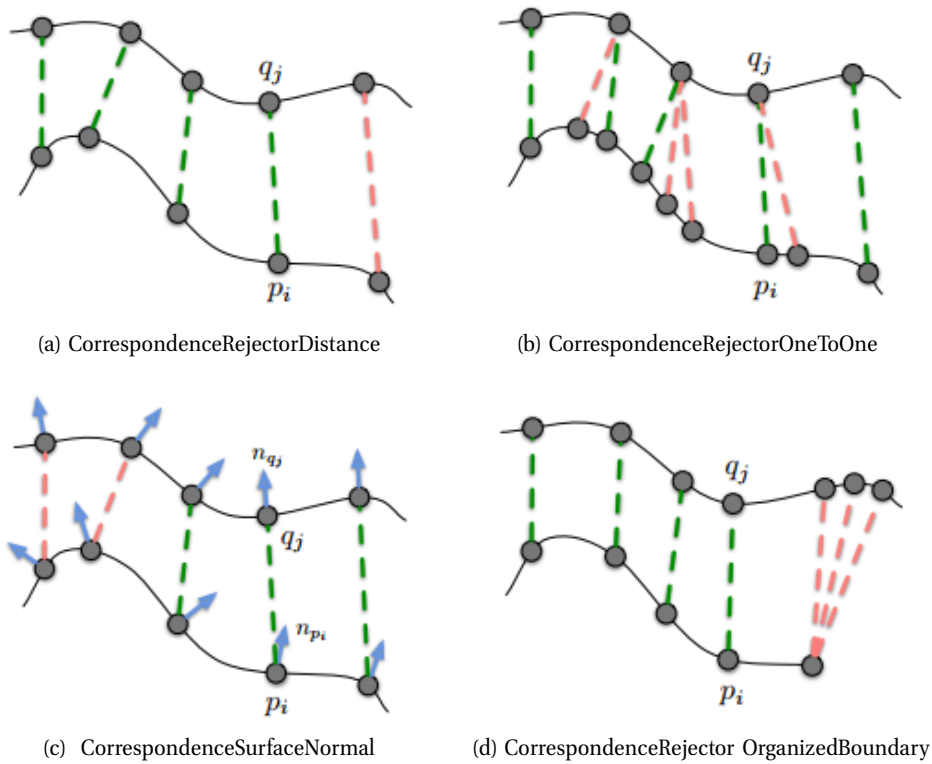 q_j q_j
p_i p_i
(a) CorrespondenceRejectorDistance (b) CorrespondenceRejectorOneToOne
n_{q_j} q_j
q_j
n_{p_i}
p_i p_i
(c) CorrespondenceSurfaceNormal (d) CorrespondenceRejector OrganizedBoundary